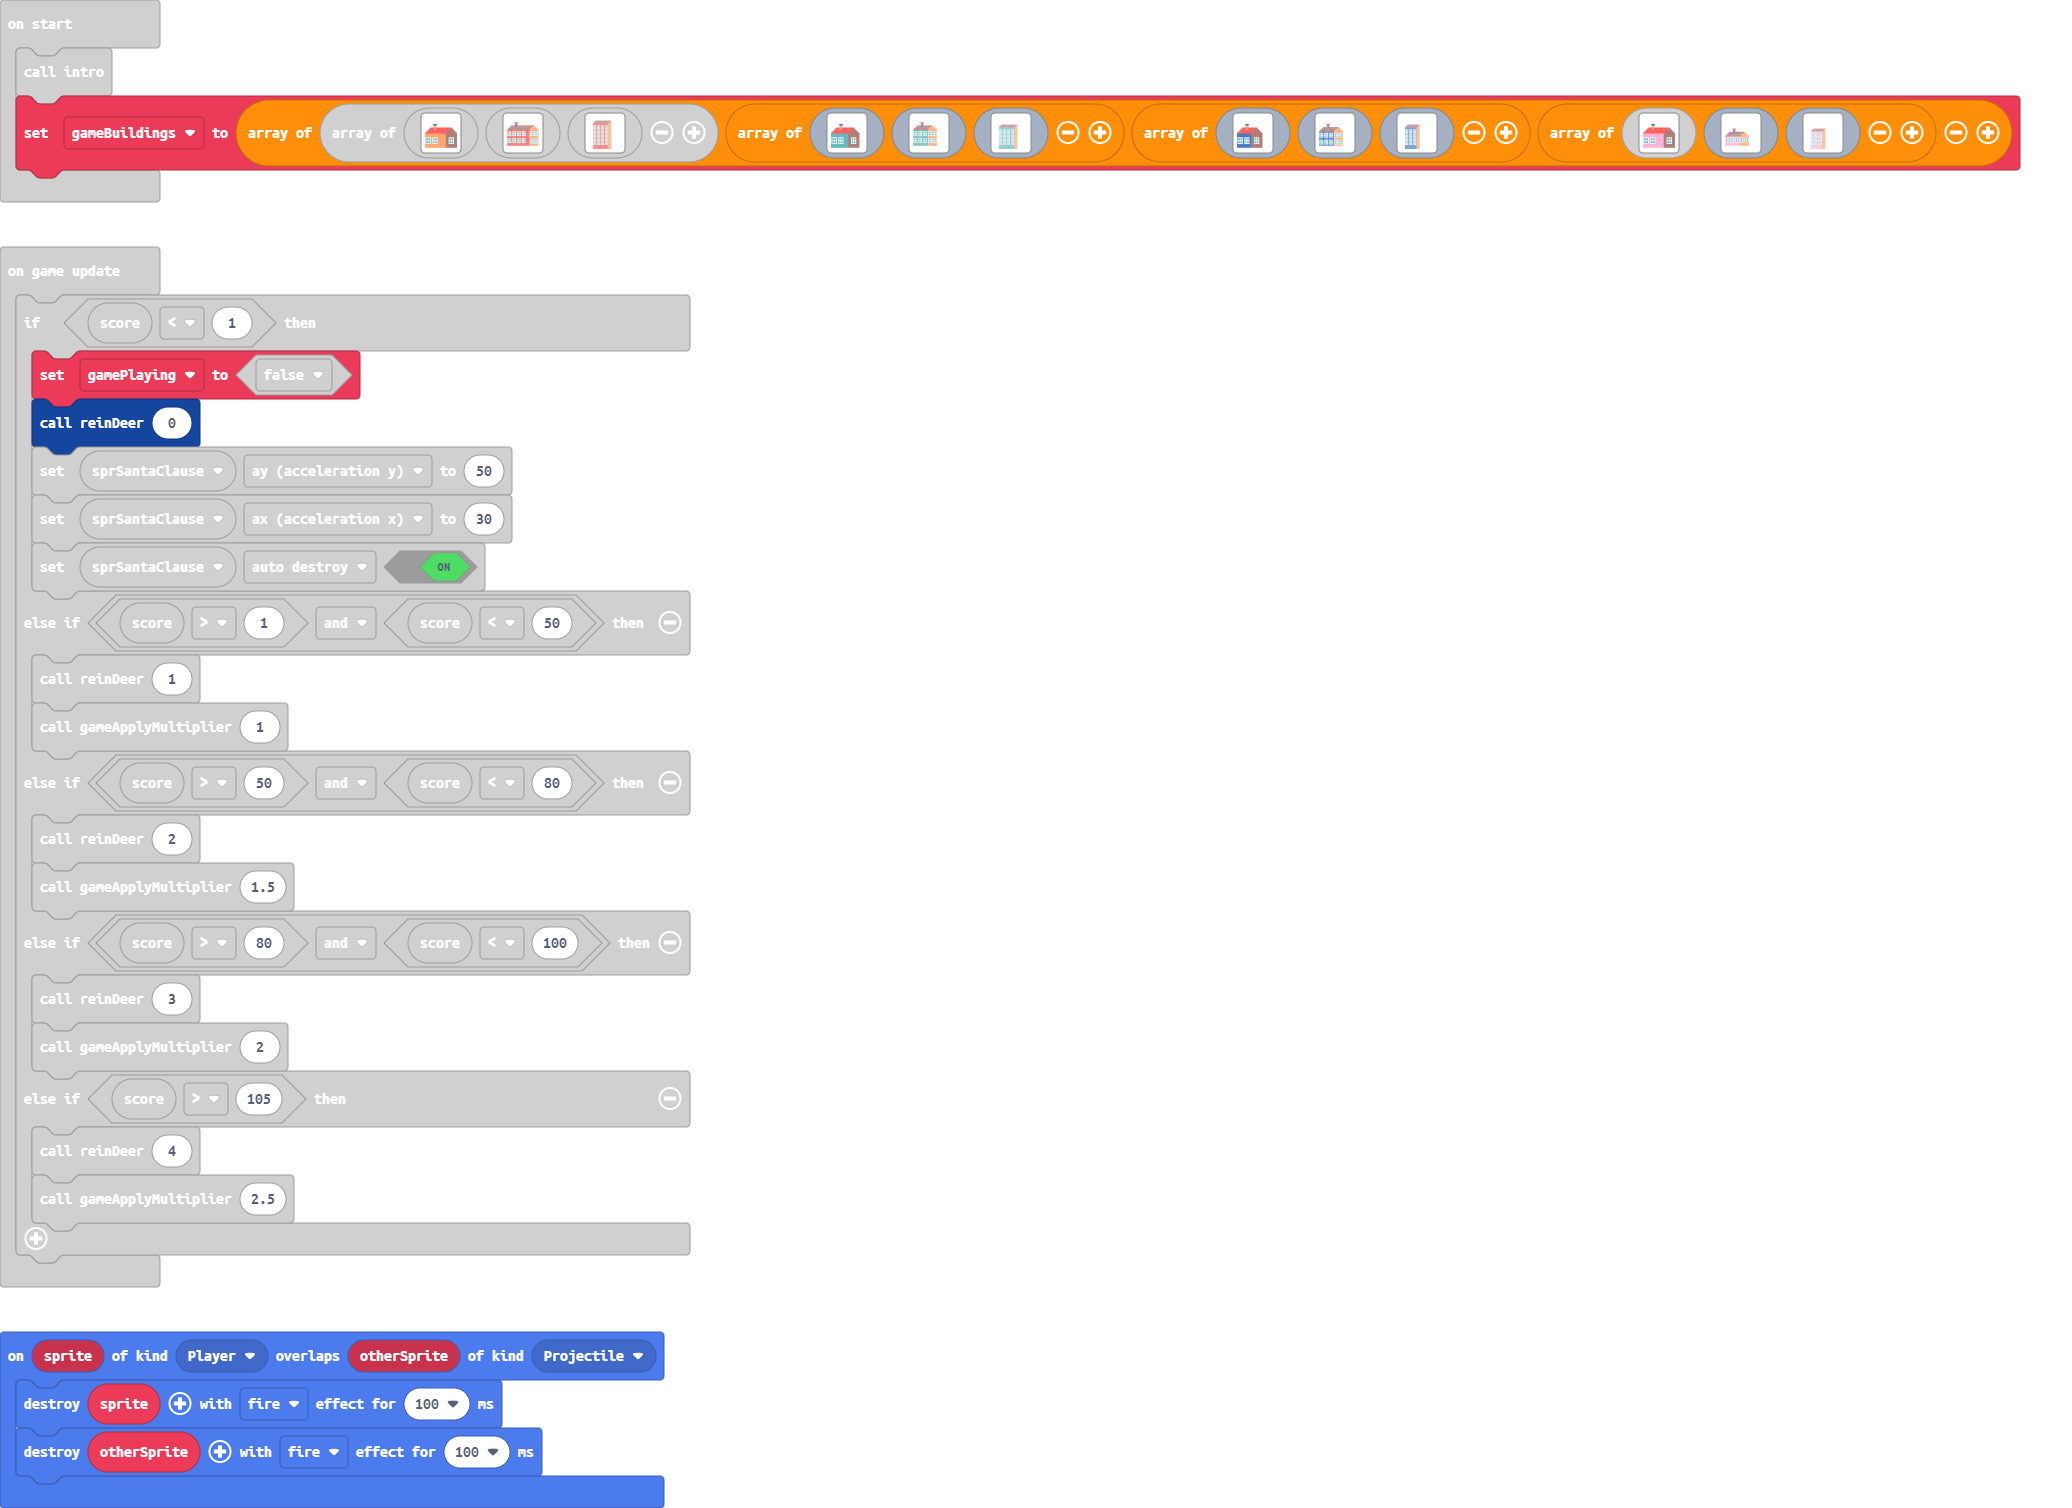 on start
call intro
set gameBuildings to array of array of array of array of array of
on game update
if score < 1 then
set gamePlaying to false
call reinDeer 0
set sprSantaClause ay (acceleration y) to 50
set sprSantaClause ax (acceleration x) to 30
set sprSantaClause auto destroy ON
else if score > 1 and score < 50 then
call reinDeer 1
call gameApplyMultiplier 1
else if score > 50 and score < 80 then
call reinDeer 2
call gameApplyMultiplier 1.5
else if score > 80 and score < 100 then
call reinDeer 3
call gameApplyMultiplier 2
else if score > 105 then
call reinDeer 4
call gameApplyMultiplier 2.5
on sprite of kind Player overlaps otherSprite of kind Projectile
destroy sprite with fire effect for 100 ms
destroy otherSprite with fire effect for 100 ms